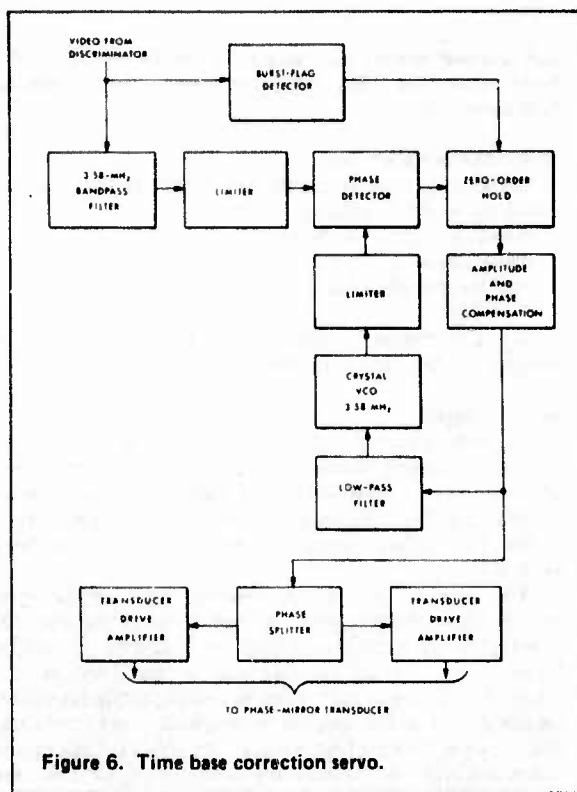 VIDEO FROM
DISCRIMINATOR
BURST-FLAG
DETECTOR
3.58-MHz
BANDPASS
FILTER
LIMITER
PHASE
DETECTOR
ZERO-ORDER
HOLD
LIMITER
AMPLITUDE
AND
PHASE
COMPENSATION
CRYSTAL
VCO
3.58 MHz
LOW-PASS
FILTER
TRANSDUCER
DRIVE
AMPLIFIER
PHASE
SPLITTER
TRANSDUCER
DRIVE
AMPLIFIER
TO PHASE-MIRROR TRANSDUCER
Figure 6. Time base correction servo.